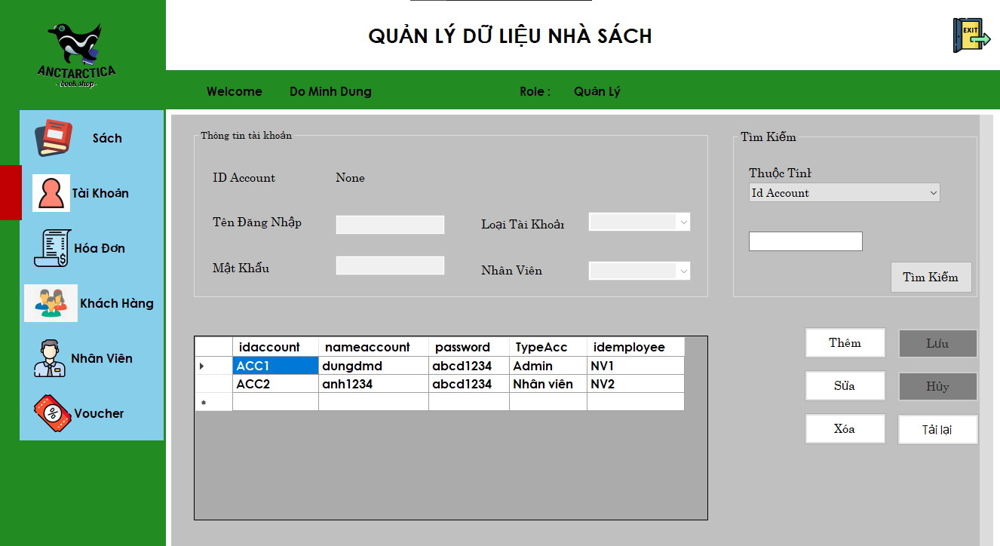 QUẢN LÝ DỮ LIỆU NHÀ SÁCH
EXIT
ANCTARCTICA
- book shop-
Welcome Do Minh Dung Role : Quản Lý
Sách
Tài Khoản
Hóa Đơn
Khách Hàng
Nhân Viên
Voucher
Thông tin tài khoản
ID Account None
Tên Đăng Nhập
Loại Tài Khoản
Mật Khẩu
Nhân Viên
Tìm Kiếm
Thuộc Tính
Id Account
Tìm Kiếm
idaccount nameaccount password TypeAcc idemployee
ACC1 dungdmd abcd1234 Admin NV1
ACC2 anh1234 abcd1234 Nhân viên NV2
Thêm Lưu
Sửa Hủy
Xóa Tải lại